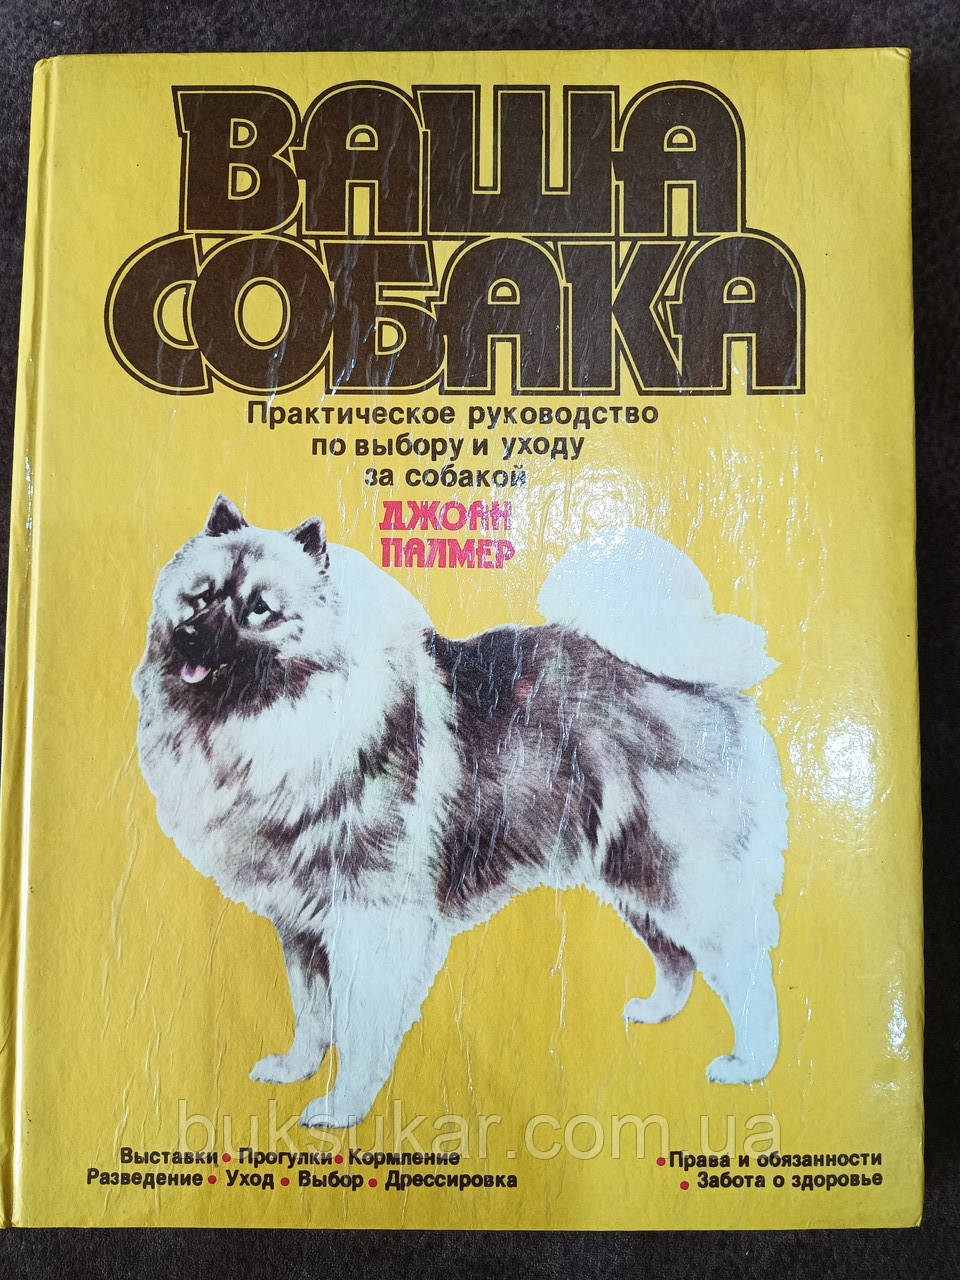 ВАША
СОБАКА
Практическое руководство
по выбору и уходу
за собакой
ДЖОАН
ПАЛМЕР
buksukar.com.ua
Выставки • Прогулки • Кормление
Разведение • Уход • Выбор • Дрессировка
• Права и обязанности
• Забота о здоровье